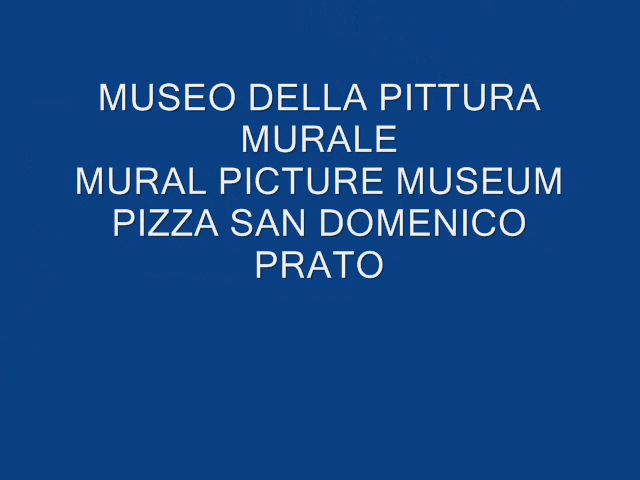 MUSEO DELLA PITTURA
MURALE
MURAL PICTURE MUSEUM
PIZZA SAN DOMENICO
PRATO